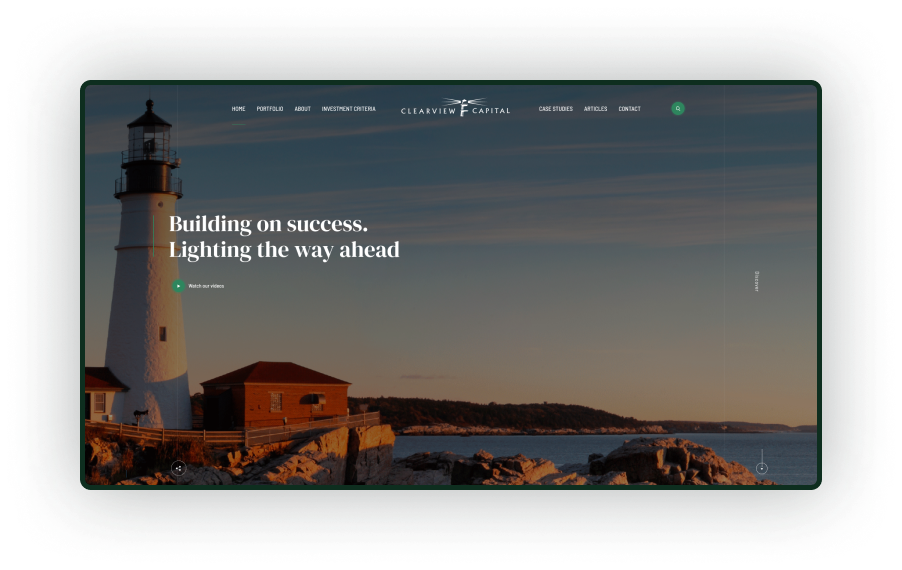 HOME PORTFOLIO ABOUT INVESTMENT CRITERIA CLEARVIEW CAPITAL CASE STUDIES ARTICLES CONTACT
Building on success.
Lighting the way ahead
Watch our videos
Discover